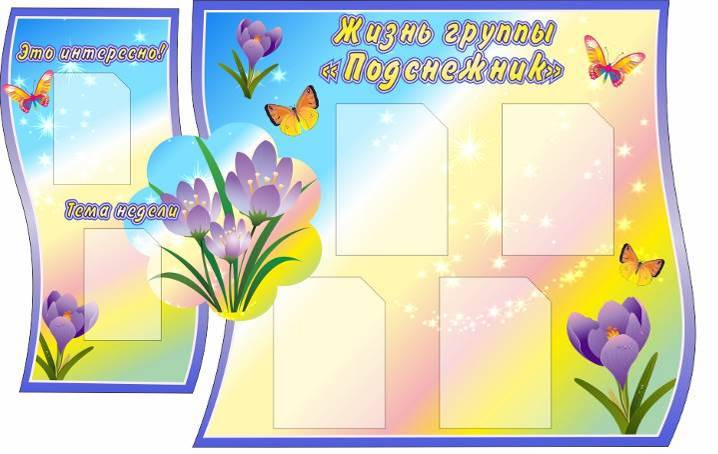 Это интересно!
Тема недели
Жизнь группы
«Подснежник»